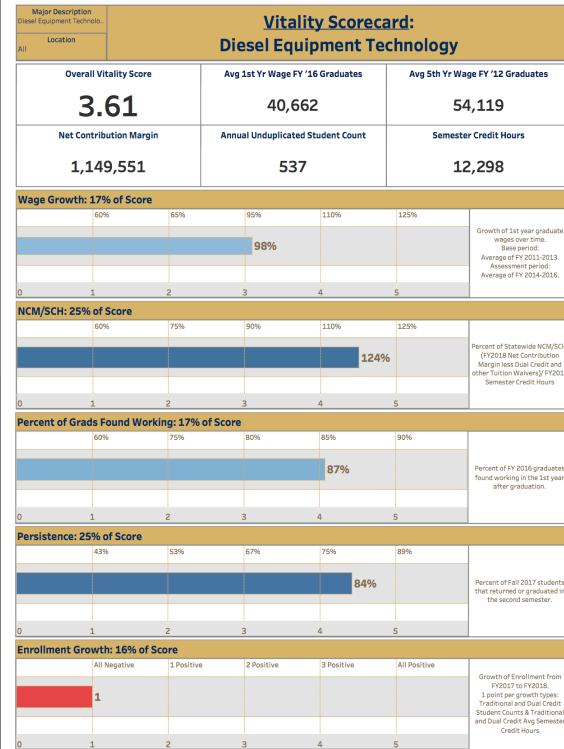 Major Description
Diesel Equipment Technolo..
Location
All
Vitality Scorecard:
Diesel Equipment Technology
Overall Vitality Score
Avg 1st Yr Wage FY '16 Graduates
Avg 5th Yr Wage FY '12 Graduates
3.61
40,662
54,119
Net Contribution Margin
Annual Unduplicated Student Count
Semester Credit Hours
1,149,551
537
12,298
Wage Growth: 17% of Score
60% 65% 95% 110% 125%
98%
0 1 2 3 4 5
Growth of 1st year graduate
wages over time.
Base period:
Average of FY 2011-2013.
Assessment period:
Average of FY 2014-2016.
NCM/SCH: 25% of Score
60% 75% 90% 110% 125%
124%
0 1 2 3 4 5
Percent of Statewide NCM/SCH
(FY2018 Net Contribution
Margin less Dual Credit and
other Tuition Waivers)/ FY201
Semester Credit Hours
Percent of Grads Found Working: 17% of Score
60% 75% 80% 85% 90%
87%
0 1 2 3 4 5
Percent of FY 2016 graduates
found working in the 1st year
after graduation.
Persistence: 25% of Score
43% 53% 67% 75% 89%
84%
0 1 2 3 4 5
Percent of Fall 2017 students
that returned or graduated in
the second semester.
Enrollment Growth: 16% of Score
All Negative 1 Positive 2 Positive 3 Positive All Positive
1
0 1 2 3 4 5
Growth of Enrollment from
FY2017 to FY2018.
1 point per growth types:
Traditional and Dual Credit
Student Counts & Traditional
and Dual Credit Avg Semester
Credit Hours